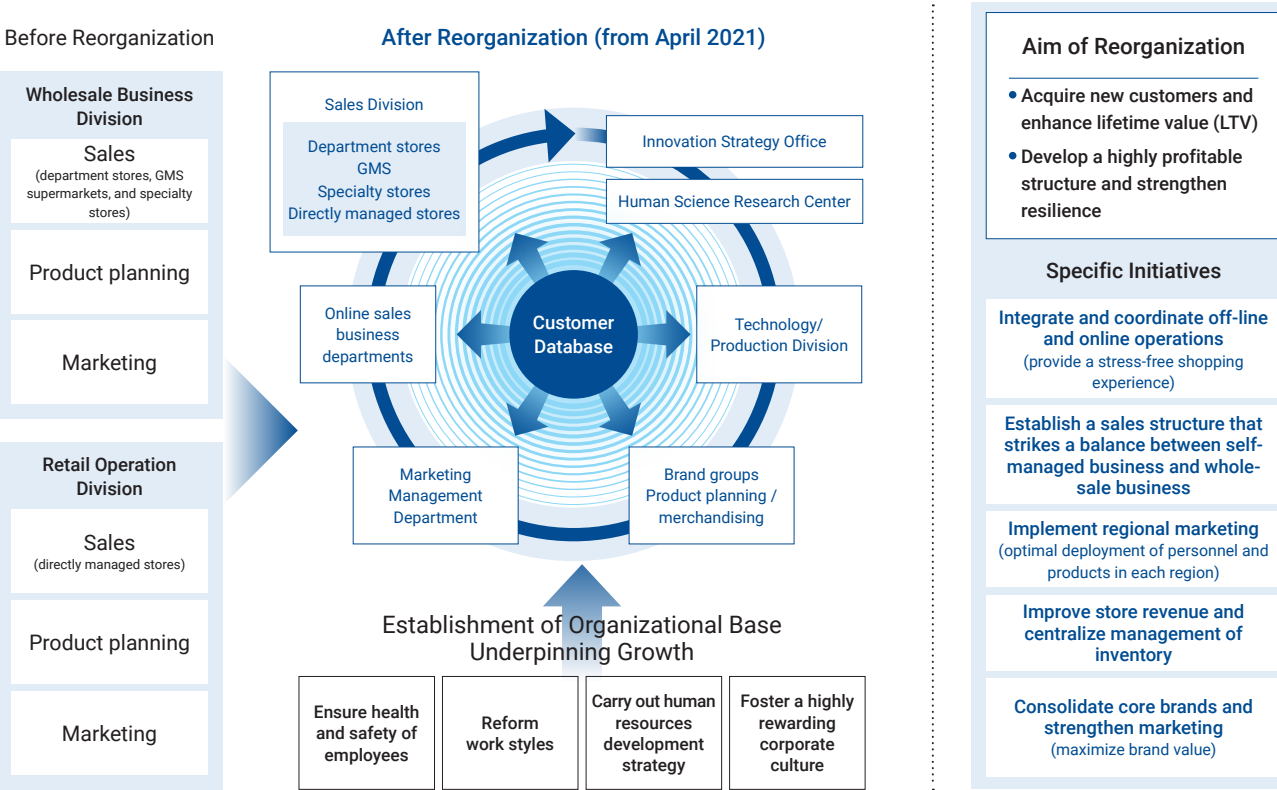 Before Reorganization
Wholesale Business
Division
Sales
(department stores, GMS
supermarkets, and specialty
stores)
Product planning
Marketing
Retail Operation
Division
Sales
(directly managed stores)
Product planning
Marketing
After Reorganization (from April 2021)
Sales Division
Department stores
GMS
Specialty stores
Directly managed stores
Innovation Strategy Office
Human Science Research Center
Online sales
business
departments
Customer
Database
Technology/
Production Division
Marketing
Management
Department
Brand groups
Product planning /
merchandising
Establishment of Organizational Base
Underpinning Growth
Ensure health
and safety of
employees
Reform
work styles
Carry out human
resources
development
strategy
Foster a highly
rewarding
corporate
culture
Aim of Reorganization
• Acquire new customers and
enhance lifetime value (LTV)
• Develop a highly profitable
structure and strengthen
resilience
Specific Initiatives
Integrate and coordinate off-line
and online operations
(provide a stress-free shopping
experience)
Establish a sales structure that
strikes a balance between self-
managed business and whole-
sale business
Implement regional marketing
(optimal deployment of personnel and
products in each region)
Improve store revenue and
centralize management of
inventory
Consolidate core brands and
strengthen marketing
(maximize brand value)